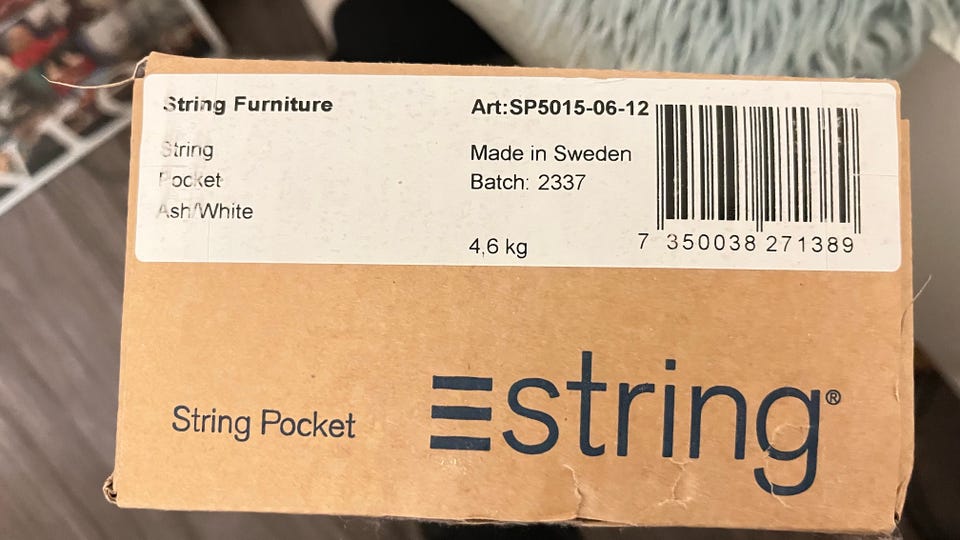 String Furniture
String
Pocket
Ash/White
Art:SP5015-06-12
Made in Sweden
Batch: 2337
4,6 kg
7 350038 271389
String Pocket
string®